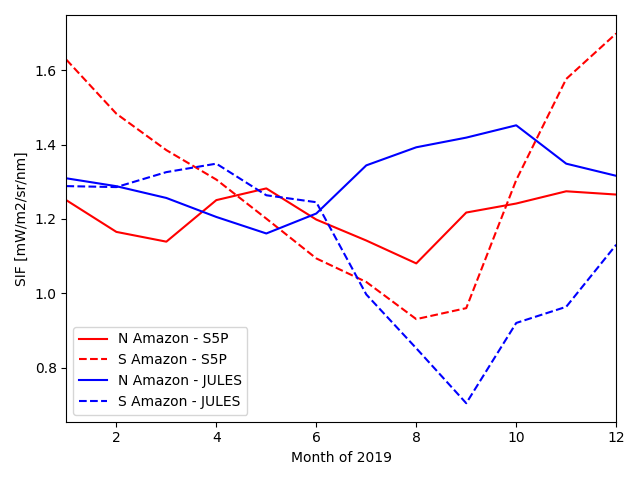 1.6
1.4
1.2
1.0
0.8
SIF [mW/m2/sr/nm]
N Amazon - S5P
S Amazon - S5P
N Amazon - JULES
S Amazon - JULES
2 4 6 8 10 12
Month of 2019